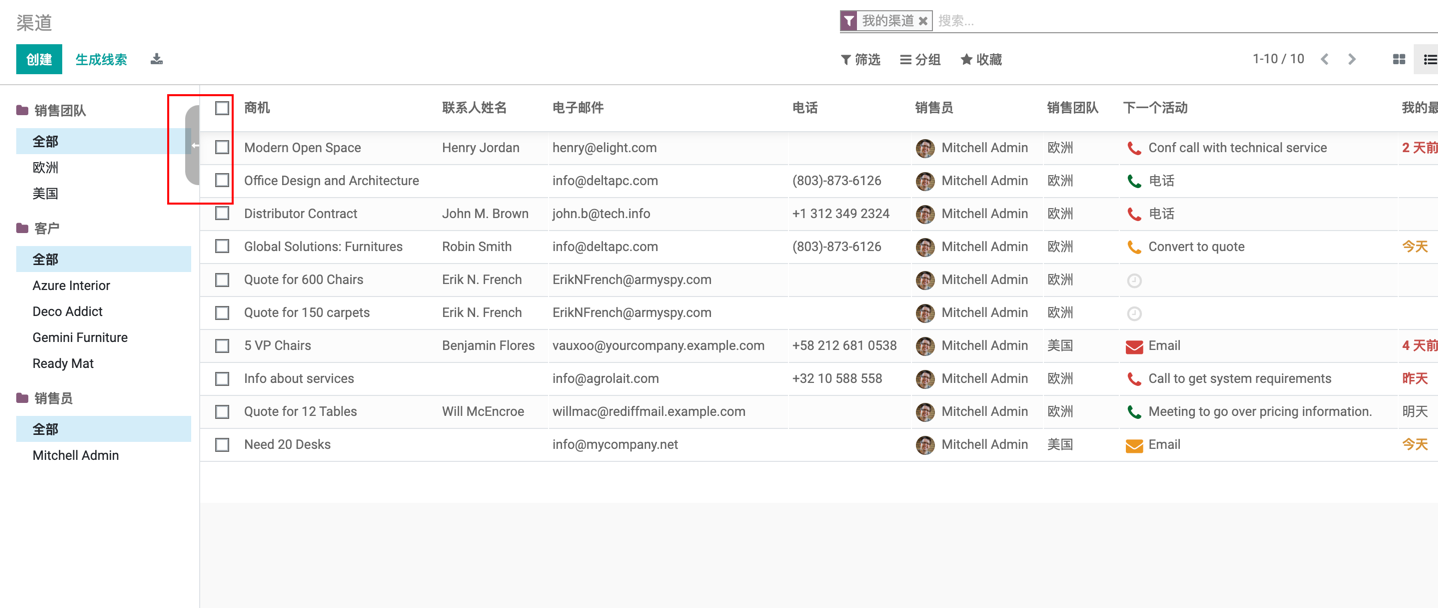 渠道
我的渠道 搜索...
创建 生成线索 筛选 分组 收藏 1-10 / 10
销售团队
全部
欧洲
美国
客户
全部
Azure Interior
Deco Addict
Gemini Furniture
Ready Mat
销售员
全部
Mitchell Admin
商机 联系人姓名 电子邮件 电话 销售员 销售团队 下一个活动 我的最
Modern Open Space Henry Jordan henry@elight.com Mitchell Admin 欧洲 Conf call with technical service 2 天前
Office Design and Architecture info@deltapc.com (803)-873-6126 Mitchell Admin 欧洲 电话
Distributor Contract John M. Brown john.b@tech.info +1 312 349 2324 Mitchell Admin 欧洲 电话
Global Solutions: Furnitures Robin Smith info@deltapc.com (803)-873-6126 Mitchell Admin 欧洲 Convert to quote 今天
Quote for 600 Chairs Erik N. French ErikNFrench@armyspy.com Mitchell Admin 欧洲
Quote for 150 carpets Erik N. French ErikNFrench@armyspy.com Mitchell Admin 欧洲
5 VP Chairs Benjamin Flores vauxoo@yourcompany.example.com +58 212 681 0538 Mitchell Admin 美国 Email 4 天前
Info about services info@agrolait.com +32 10 588 558 Mitchell Admin 欧洲 Call to get system requirements 昨天
Quote for 12 Tables Will McEncroe willmac@rediffmail.example.com Mitchell Admin 欧洲 Meeting to go over pricing information. 明天
Need 20 Desks info@mycompany.net Mitchell Admin 美国 Email 今天